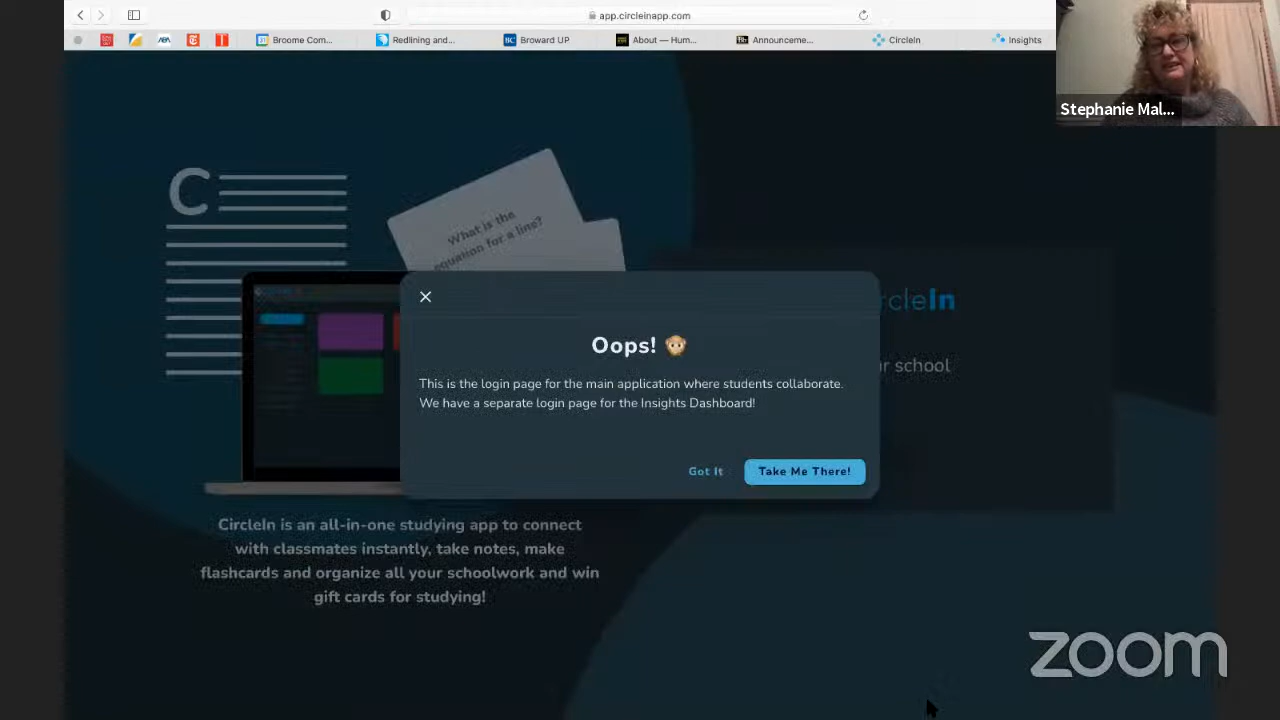 app.circleinapp.com
Broome Com...
Redlining and...
Broward UP
About — Hum...
Announceme...
CircleIn
Insights
Stephanie Mal...
C
What is the
equation for a line?
rcleIn
ur school
Oops!
This is the login page for the main application where students collaborate.
We have a separate login page for the Insights Dashboard!
Got It
Take Me There!
CircleIn is an all-in-one studying app to connect
with classmates instantly, take notes, make
flashcards and organize all your schoolwork and win
gift cards for studying!
zoom